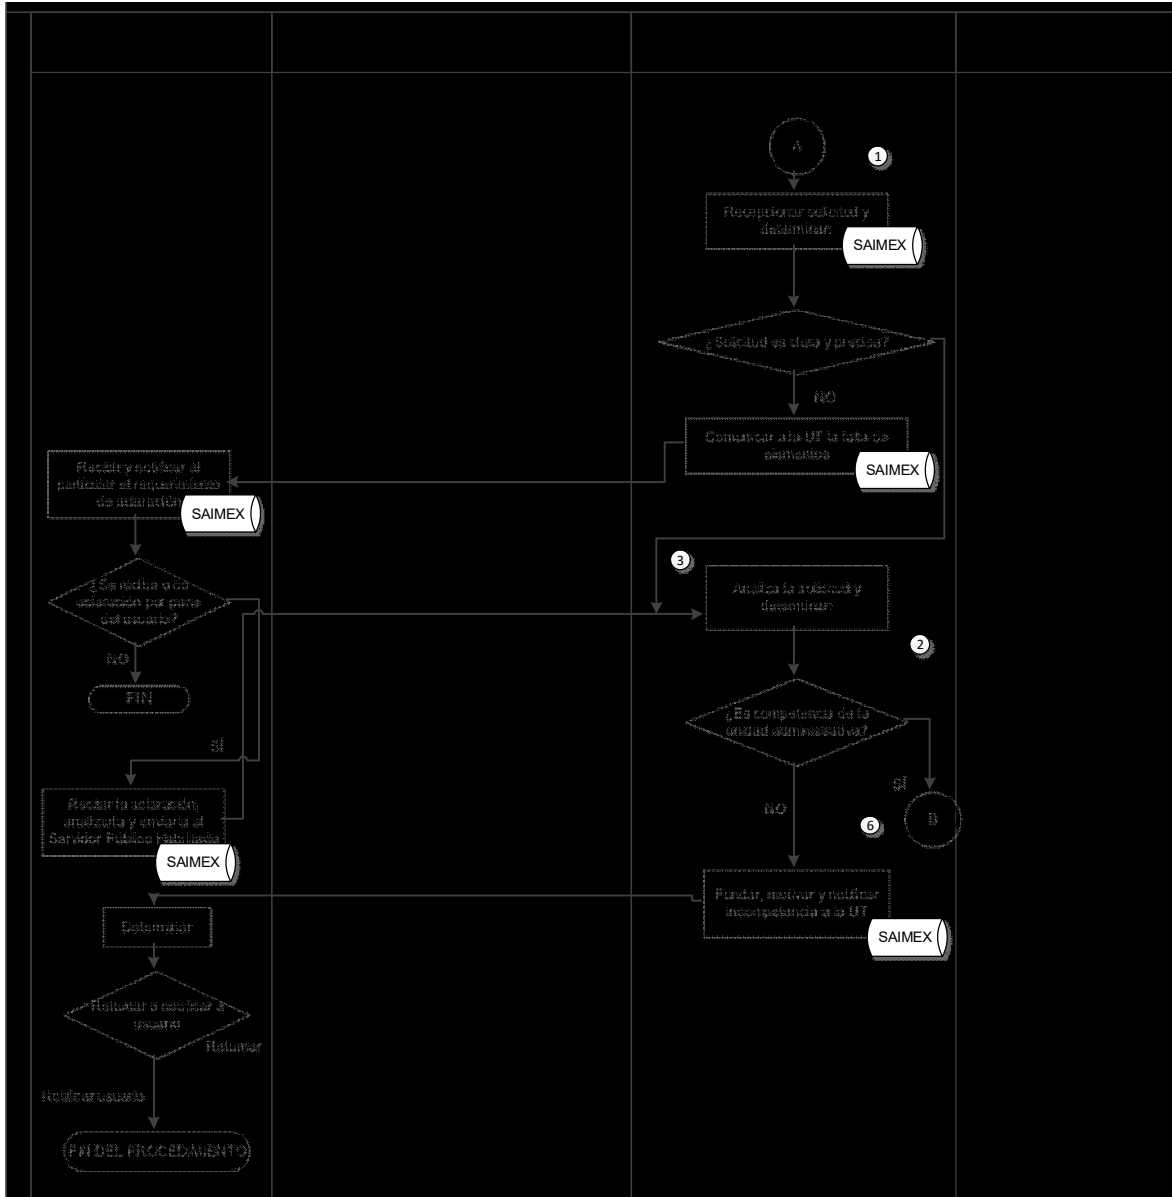 A
1
Recepcionar solicitud y
determinar:
SAIMEX
¿Solicitud es clara y precisa?
NO
Comunicar a la UT la falta de
elementos
SAIMEX
Recibir y notificar al
particular el requerimiento
de aclaración
SAIMEX
3
Analiza la solicitud y
determinar:
¿Se recibe o no
aclaración por parte
del usuario?
2
NO
FIN
¿Es competencia de la
unidad administrativa?
SÍ
SÍ
Recibir la aclaración,
analizarla y enviarla al
Servidor Público Habilitado
SAIMEX
NO
B
6
Fundar, motivar y notificar
incompetencia a la UT
SAIMEX
Determinar
Returnar o notificar a
usuario
Returnar
Notificar usuario
FIN DEL PROCEDIMIENTO